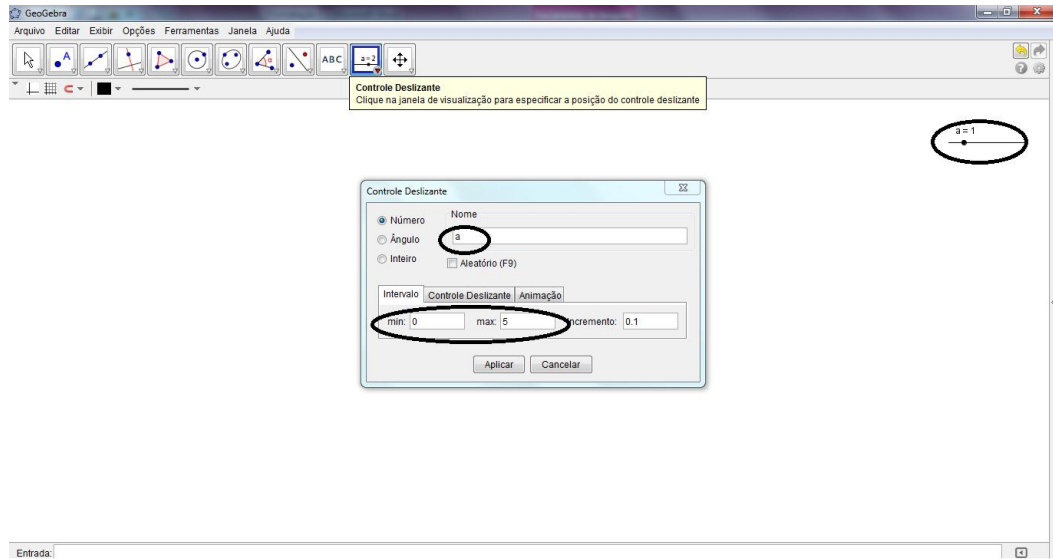 GeoGebra
Arquivo Editar Exibir Opções Ferramentas Janela Ajuda
A
ABC
a=2
Controle Deslizante
Clique na janela de visualização para especificar a posição do controle deslizante
a = 1
Controle Deslizante
Número
Nome
Ângulo
a
Inteiro
Aleatório (F9)
Intervalo Controle Deslizante Animação
min: 0 max: 5 Incremento: 0.1
Aplicar Cancelar
Entrada: